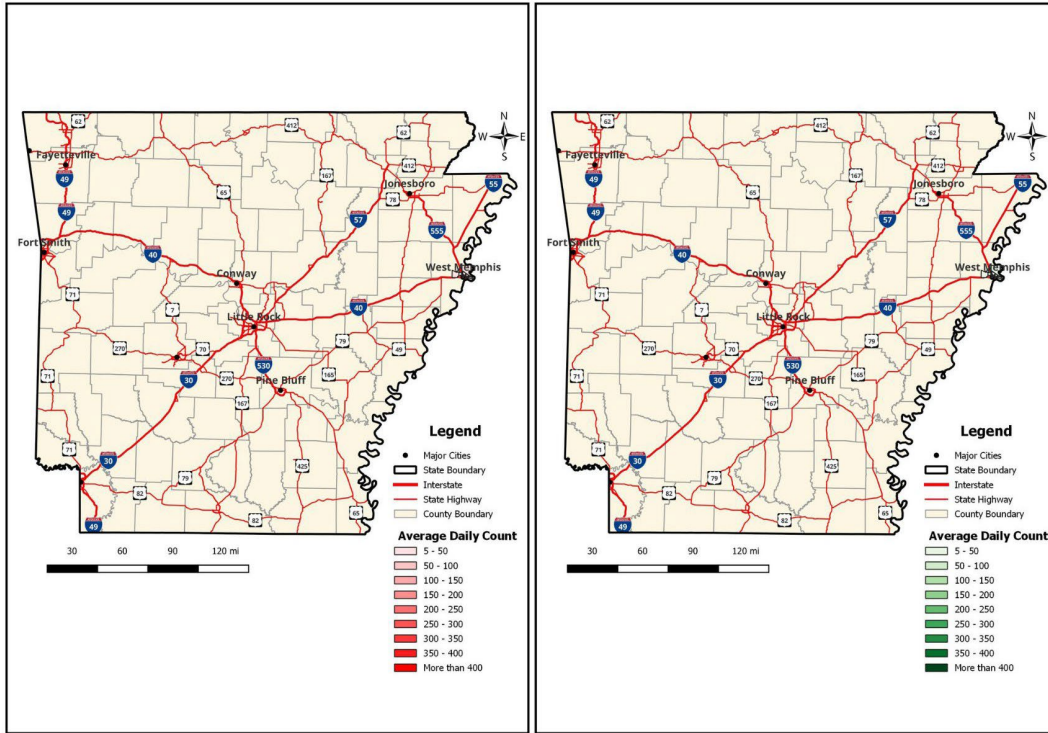 N
W E
S
62
412
62
Fayetteville
412
167
Jonesboro
49
65
78
55
49
57
555
Fort Smith
40
West Memphis
Conway
71
40
7
Little Rock
79
270
70
49
530
71
30
270
165
Pine Bluff
167
Legend
71
30
425
Major Cities
State Boundary
79
Interstate
82
State Highway
65
County Boundary
82
49
Average Daily Count
30 60 90 120 mi
5 - 50
50 - 100
100 - 150
150 - 200
200 - 250
250 - 300
300 - 350
350 - 400
More than 400
N
W E
S
62
412
62
Fayetteville
412
167
Jonesboro
49
65
78
55
49
57
555
Fort Smith
40
West Memphis
Conway
71
40
7
Little Rock
79
270
70
49
530
71
30
270
165
Pine Bluff
167
Legend
71
30
425
Major Cities
State Boundary
79
Interstate
82
State Highway
65
County Boundary
82
49
Average Daily Count
30 60 90 120 mi
5 - 50
50 - 100
100 - 150
150 - 200
200 - 250
250 - 300
300 - 350
350 - 400
More than 400